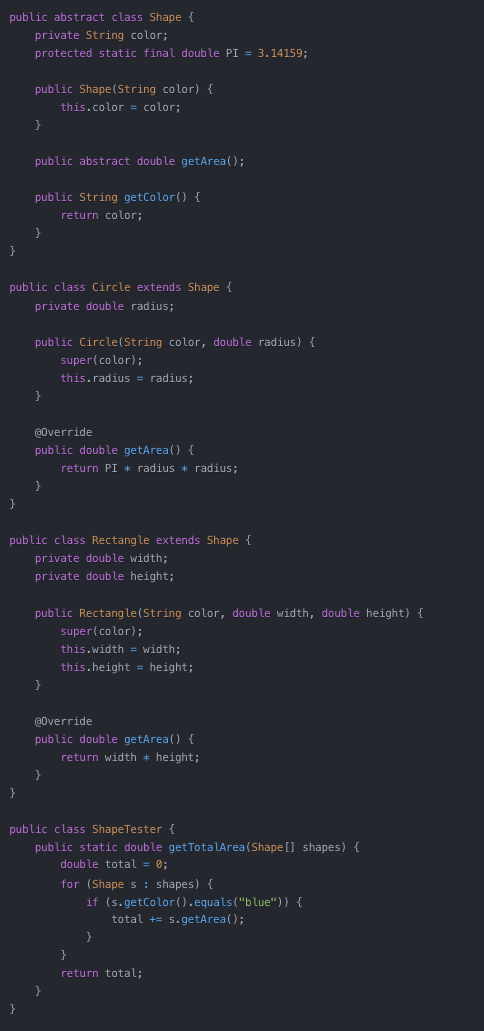 public abstract class Shape {
    private String color;
    protected static final double PI = 3.14159;

    public Shape(String color) {
        this.color = color;
    }

    public abstract double getArea();

    public String getColor() {
        return color;
    }
}

public class Circle extends Shape {
    private double radius;

    public Circle(String color, double radius) {
        super(color);
        this.radius = radius;
    }

    @Override
    public double getArea() {
        return PI * radius * radius;
    }
}

public class Rectangle extends Shape {
    private double width;
    private double height;

    public Rectangle(String color, double width, double height) {
        super(color);
        this.width = width;
        this.height = height;
    }

    @Override
    public double getArea() {
        return width * height;
    }
}

public class ShapeTester {
    public static double getTotalArea(Shape[] shapes) {
        double total = 0;
        for (Shape s : shapes) {
            if (s.getColor().equals("blue")) {
                total += s.getArea();
            }
        }
        return total;
    }
}